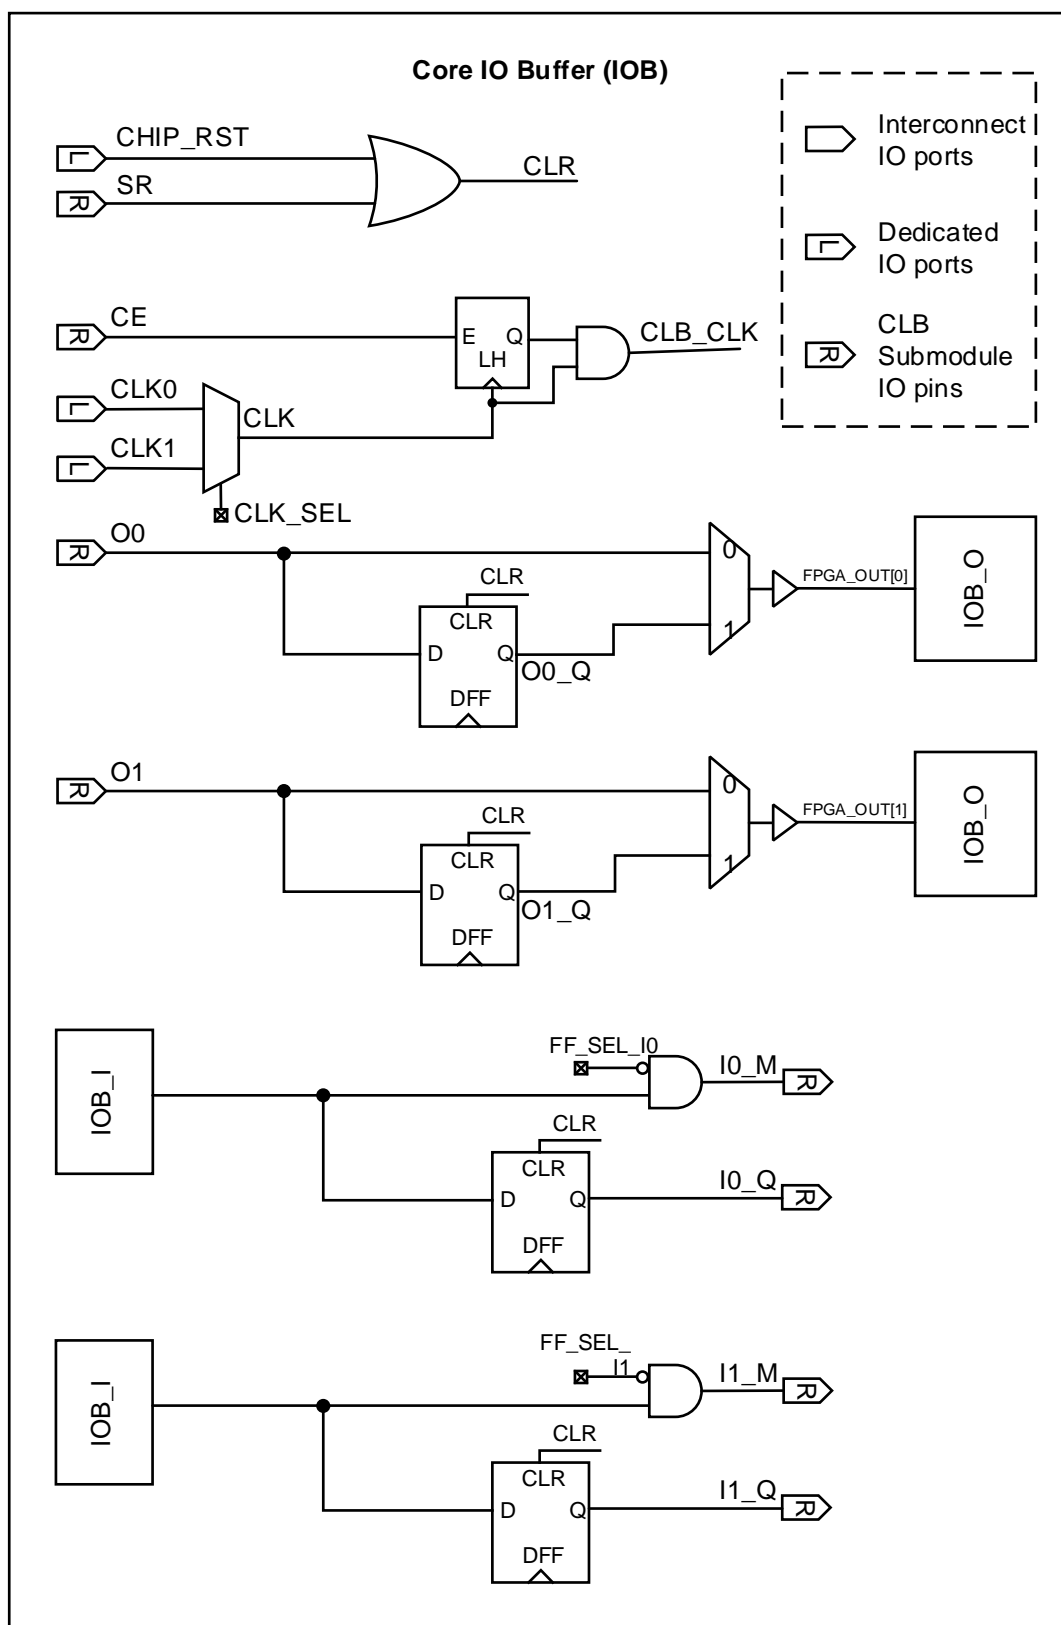 Core IO Buffer (IOB)
Interconnect
IO ports
L
Dedicated
IO ports
R
CLB
Submodule
IO pins
L
CHIP_RST
R
SR
CLR
R
CE
E
Q
LH
CLB_CLK
L
CLK0
CLK
L
CLK1
CLK_SEL
R
O0
0
1
CLR
CLR
D
Q
DFF
O0_Q
FPGA_OUT[0]
IOB_O
R
O1
0
1
CLR
CLR
D
Q
DFF
O1_Q
FPGA_OUT[1]
IOB_O
IOB_I
FF_SEL_I0
I0_M
R
CLR
CLR
D
Q
DFF
I0_Q
R
IOB_I
FF_SEL_
I1
I1_M
R
CLR
CLR
D
Q
DFF
I1_Q
R